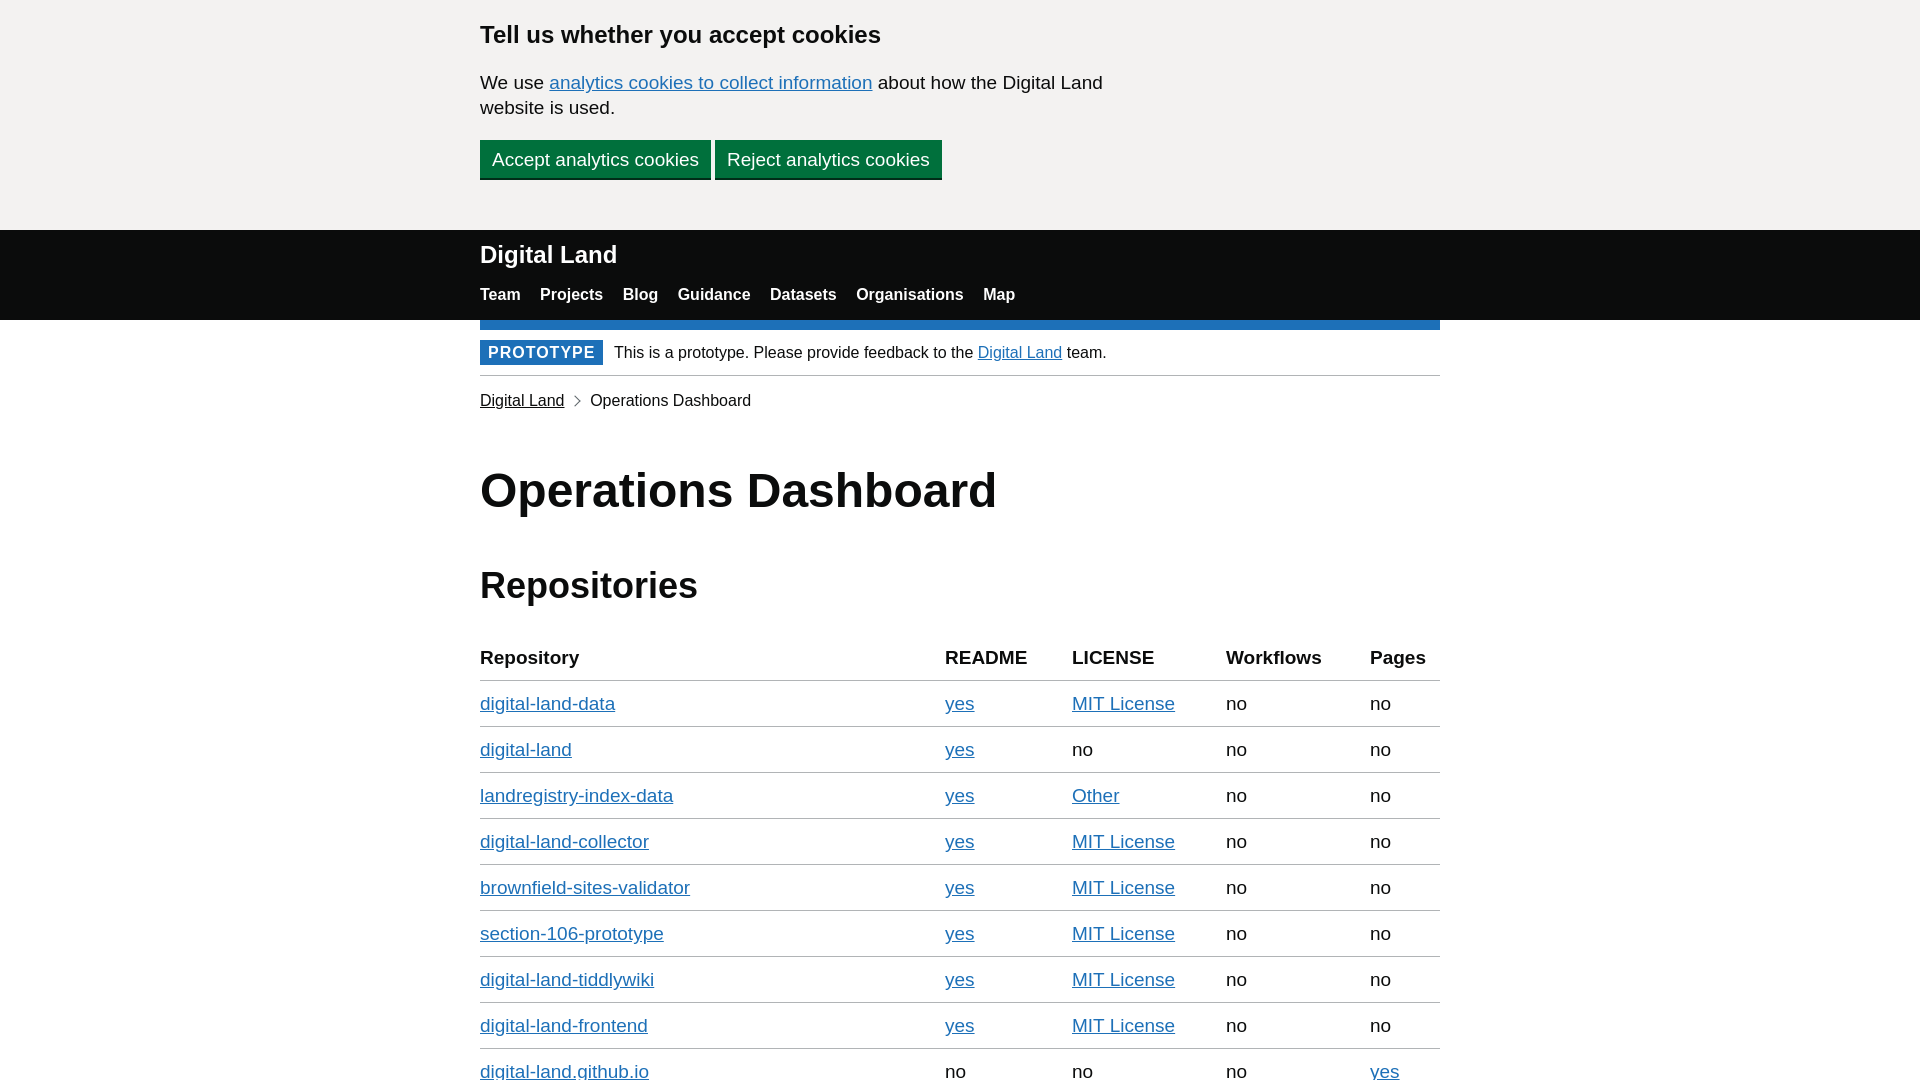 Tell us whether you accept cookies
We use analytics cookies to collect information about how the Digital Land
website is used.
Accept analytics cookies Reject analytics cookies
Digital Land
Team Projects Blog Guidance Datasets Organisations Map
PROTOTYPE This is a prototype. Please provide feedback to the Digital Land team.
Digital Land Operations Dashboard
Operations Dashboard
Repositories
Repository README LICENSE Workflows Pages
digital-land-data yes MIT License no no
digital-land yes no no no
landregistry-index-data yes Other no no
digital-land-collector yes MIT License no no
brownfield-sites-validator yes MIT License no no
section-106-prototype yes MIT License no no
digital-land-tiddlywiki yes MIT License no no
digital-land-frontend yes MIT License no no
digital-land.github.io no no no yes